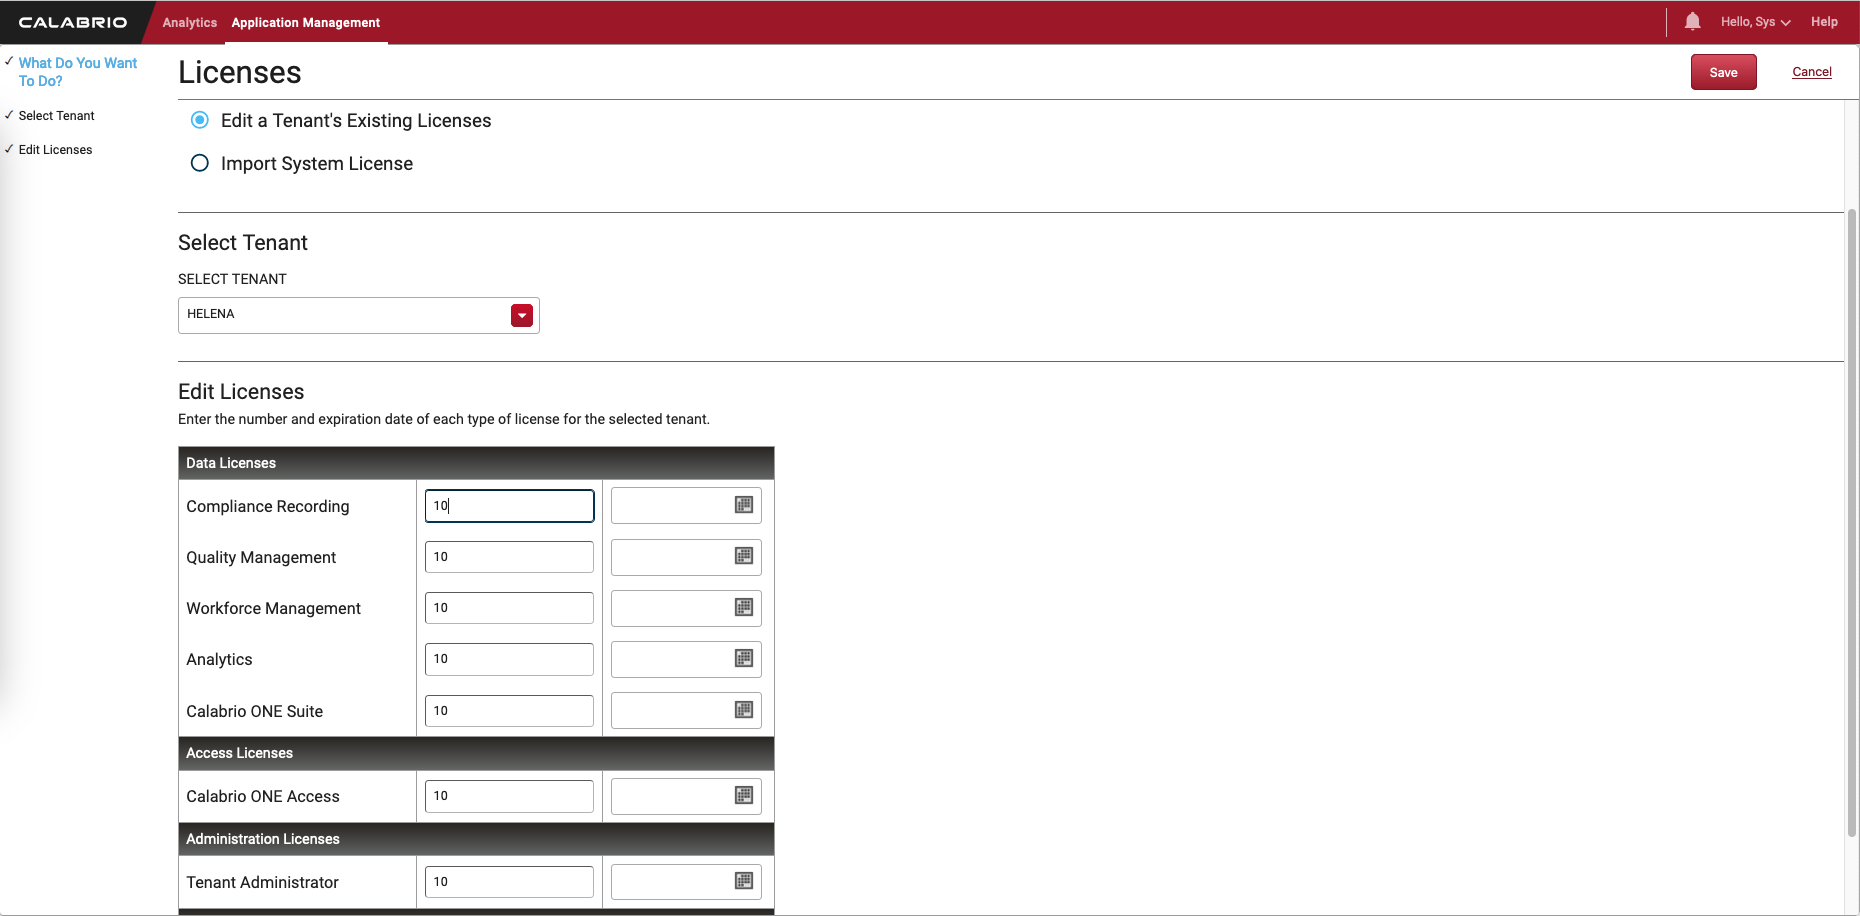 CALABRIO
Analytics
Application Management
Hello, Sys
Help
✓ What Do You Want
To Do?
✓ Select Tenant
✓ Edit Licenses
Licenses
Save
Cancel
Edit a Tenant's Existing Licenses
Import System License
Select Tenant
SELECT TENANT
HELENA
Edit Licenses
Enter the number and expiration date of each type of license for the selected tenant.
Data Licenses
Compliance Recording 10
Quality Management 10
Workforce Management 10
Analytics 10
Calabrio ONE Suite 10
Access Licenses
Calabrio ONE Access 10
Administration Licenses
Tenant Administrator 10